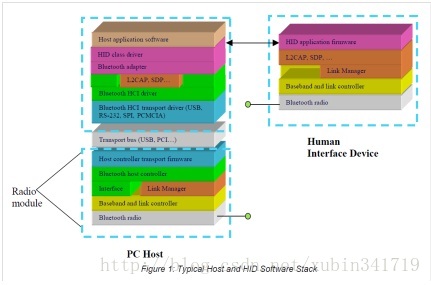 Host application software
HID class driver
Bluetooth adapter
L2CAP, SDP…
Bluetooth HCI driver
Bluetooth HCI transport driver (USB,
RS-232, SPI, PCMCIA)
Transport bus (USB, PCI…)
Host controller transport firmware
Bluetooth host controller
Interface
Link Manager
Baseband and link controller
Bluetooth radio
Radio
module
PC Host
HID application firmware
L2CAP, SDP….
Link Manager
Baseband and link controller
Bluetooth radio
Human
Interface Device
http://blog.csdn.net/xubin341719
Figure 1: Typical Host and HID Software Stack